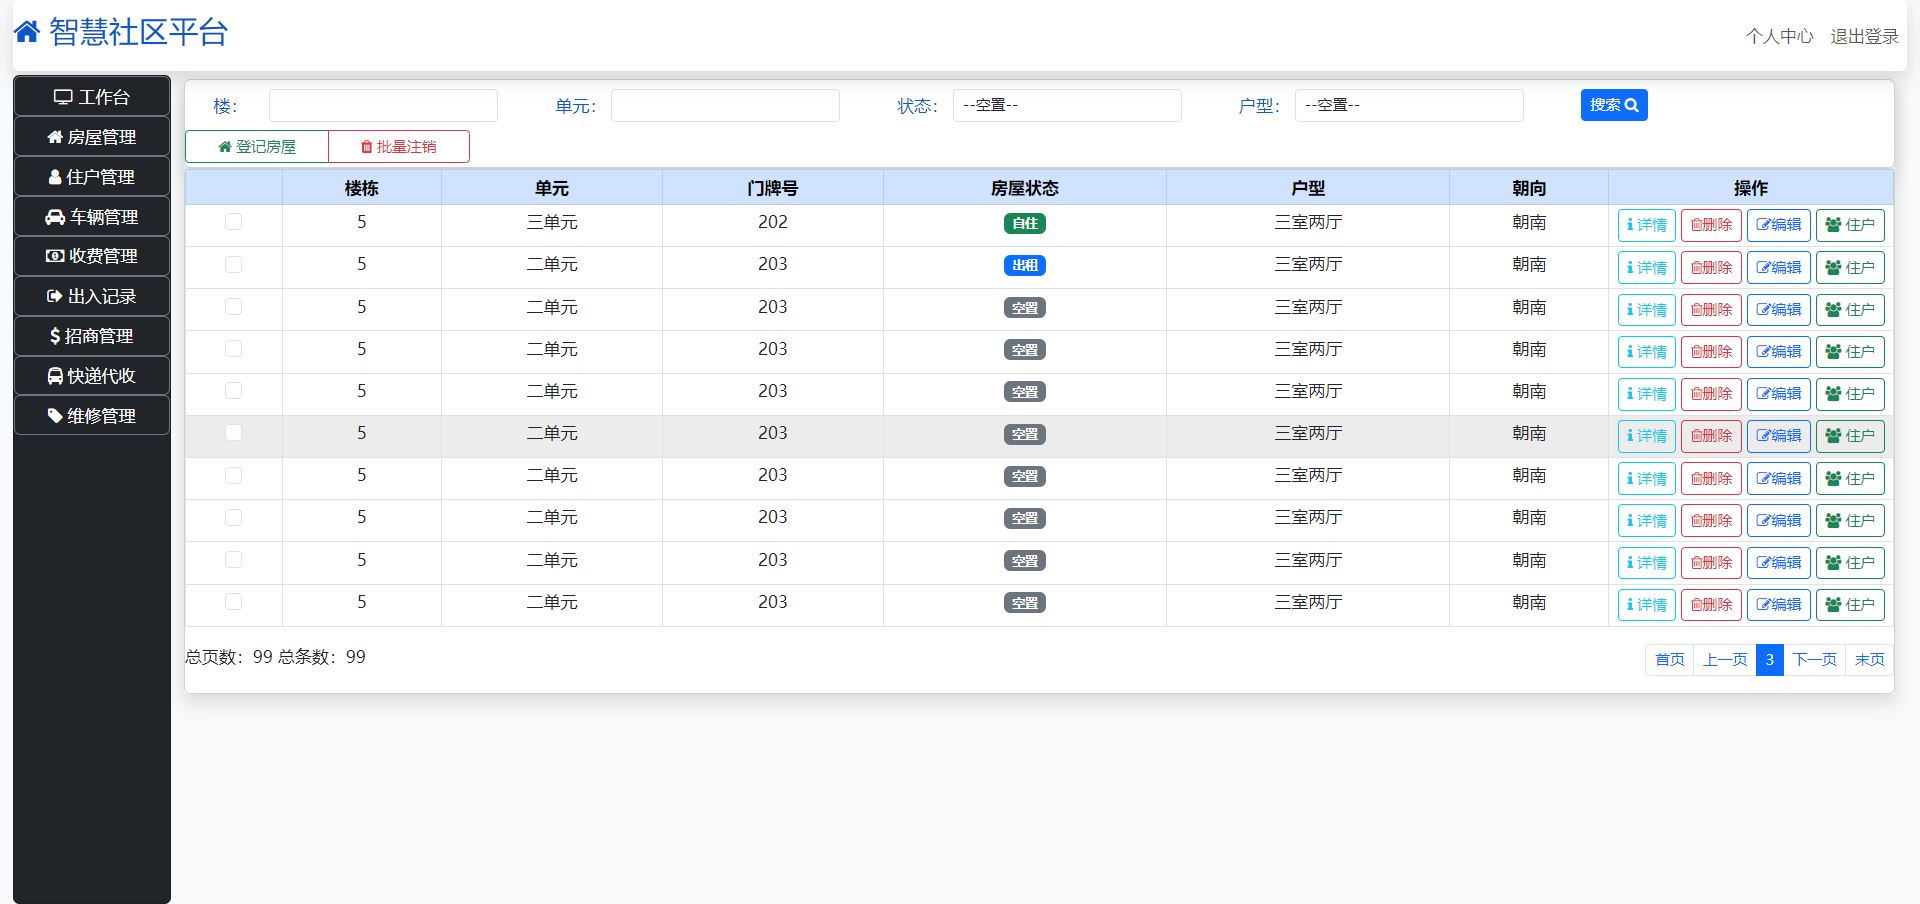 智慧社区平台
个人中心 退出登录
工作台
房屋管理
住户管理
车辆管理
收费管理
出入记录
招商管理
快递代收
维修管理
楼： 单元： 状态： --空置-- 户型： --空置-- 搜索
登记房屋 批量注销
楼栋 单元 门牌号 房屋状态 户型 朝向 操作
5 三单元 202 自住 三室两厅 朝南 详情 删除 编辑 住户
5 二单元 203 出租 三室两厅 朝南 详情 删除 编辑 住户
5 二单元 203 空置 三室两厅 朝南 详情 删除 编辑 住户
5 二单元 203 空置 三室两厅 朝南 详情 删除 编辑 住户
5 二单元 203 空置 三室两厅 朝南 详情 删除 编辑 住户
5 二单元 203 空置 三室两厅 朝南 详情 删除 编辑 住户
5 二单元 203 空置 三室两厅 朝南 详情 删除 编辑 住户
5 二单元 203 空置 三室两厅 朝南 详情 删除 编辑 住户
5 二单元 203 空置 三室两厅 朝南 详情 删除 编辑 住户
5 二单元 203 空置 三室两厅 朝南 详情 删除 编辑 住户
总页数：99 总条数：99
首页 上一页 3 下一页 末页